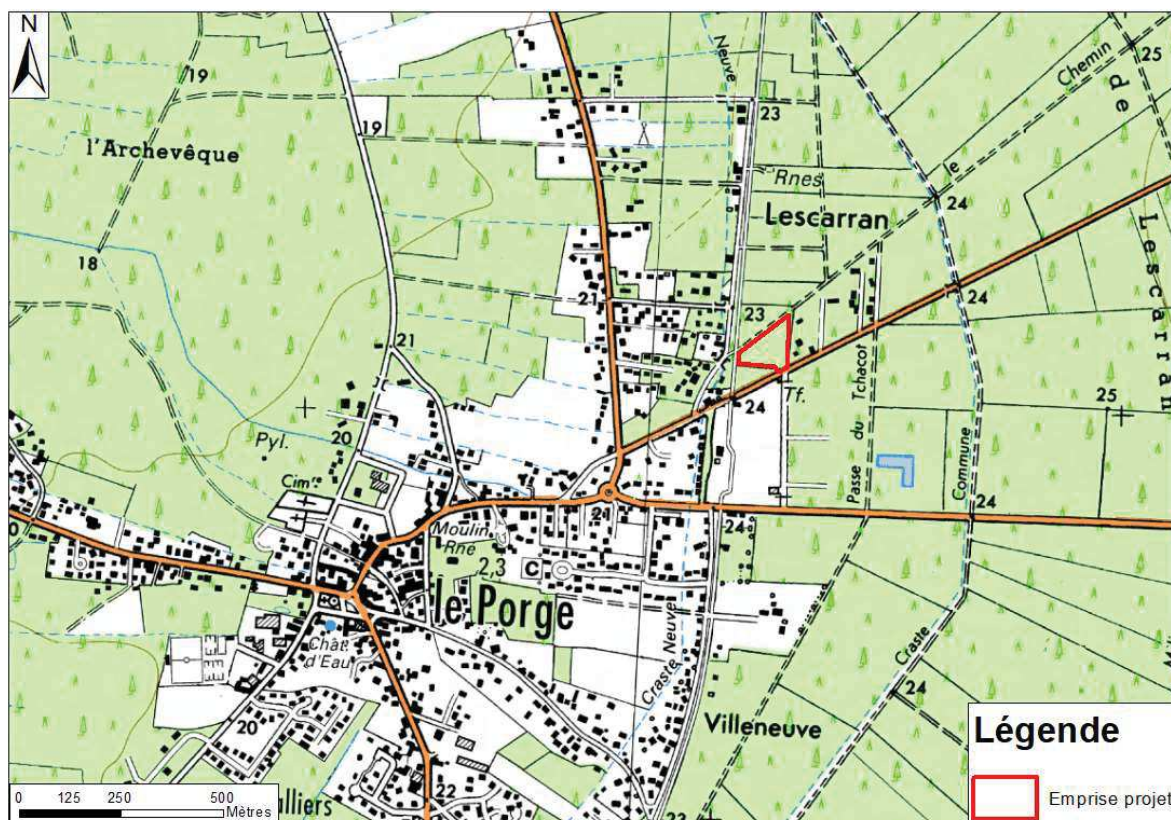 N
19
19
l'Archevêque
18
21
Neuve
23
Rnes
Lescarran
Chemin
25
de
24
Lescarran
24
21
23
24
Tf.
Passe du Tchacot
25
Commune
24
20
Pyl.
Cimre
21
24
Moulin
Rne
2,3
C
le Porge
Chât.
d'Eau
Craste Neuve
Craste
24
Villeneuve
20
22
23
Légende
Emprise projet
0 125 250 500
Mètres